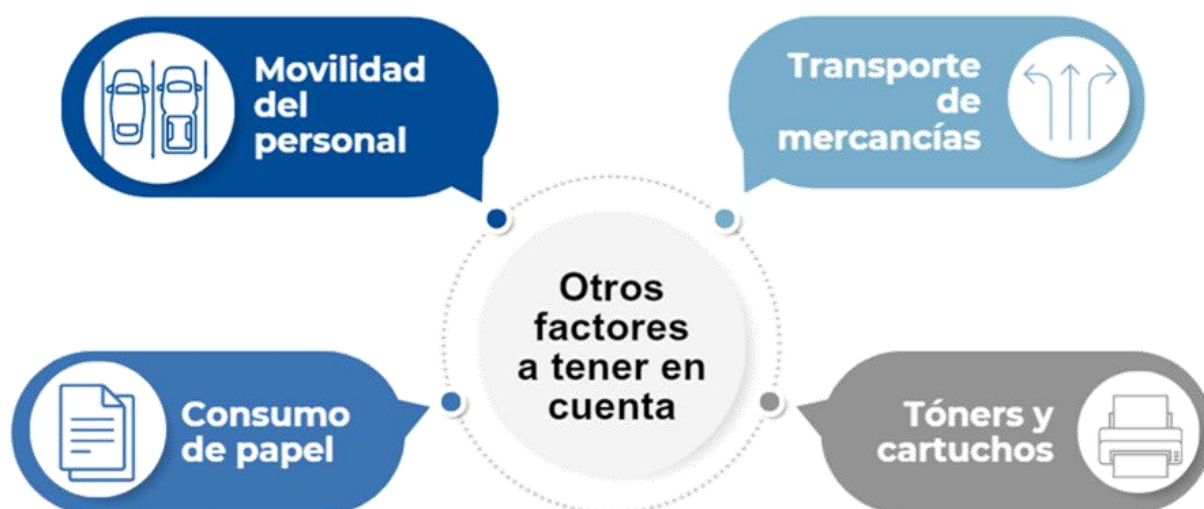 Movilidad
del
personal
Transporte
de
mercancías
Otros
factores
a tener en
cuenta
Consumo
de papel
Tóners y
cartuchos